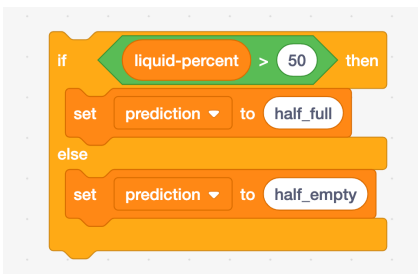 if liquid-percent > 50 then
set prediction to half_full
else
set prediction to half_empty